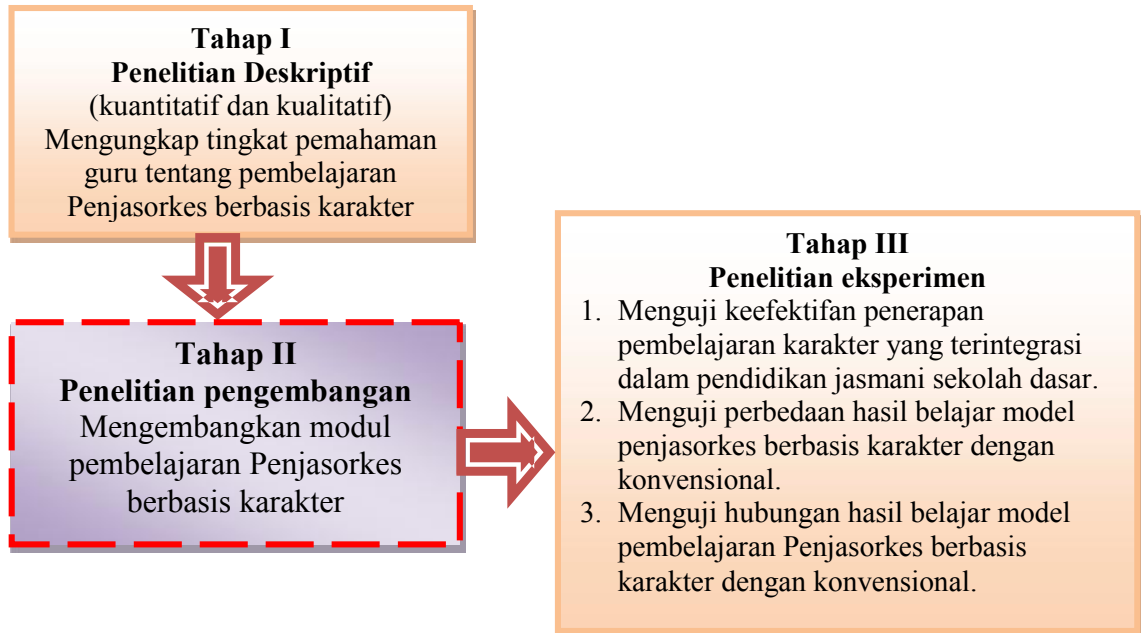 Tahap I
Penelitian Deskriptif
(kuantitatif dan kualitatif)
Mengungkap tingkat pemahaman
guru tentang pembelajaran
Penjasorkes berbasis karakter
Tahap II
Penelitian pengembangan
Mengembangkan modul
pembelajaran Penjasorkes
berbasis karakter
Tahap III
Penelitian eksperimen
1. Menguji keefektifan penerapan
pembelajaran karakter yang terintegrasi
dalam pendidikan jasmani sekolah dasar.
2. Menguji perbedaan hasil belajar model
penjasorkes berbasis karakter dengan
konvensional.
3. Menguji hubungan hasil belajar model
pembelajaran Penjasorkes berbasis
karakter dengan konvensional.